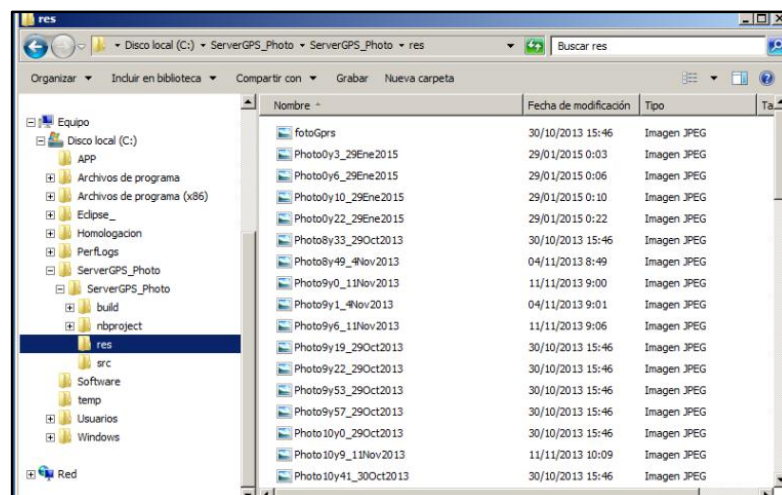 res
Disco local (C:) ServerGPS_Photo ServerGPS_Photo res
Buscar res
Organizar Incluir en biblioteca Compartir con Grabar Nueva carpeta
Equipo
Disco local (C:)
APP
Archivos de programa
Archivos de programa (x86)
Eclipse_
Homologacion
PerfLogs
ServerGPS_Photo
ServerGPS_Photo
build
nbproject
res
src
Software
temp
Usuarios
Windows
Red
Nombre Fecha de modificación Tipo Ta
fotoGprs 30/10/2013 15:46 Imagen JPEG
Photo0y3_29Ene2015 29/01/2015 0:03 Imagen JPEG
Photo0y6_29Ene2015 29/01/2015 0:06 Imagen JPEG
Photo0y10_29Ene2015 29/01/2015 0:10 Imagen JPEG
Photo0y22_29Ene2015 29/01/2015 0:22 Imagen JPEG
Photo8y33_29Oct2013 30/10/2013 15:46 Imagen JPEG
Photo8y49_4Nov2013 04/11/2013 8:49 Imagen JPEG
Photo9y0_11Nov2013 11/11/2013 9:00 Imagen JPEG
Photo9y1_4Nov2013 04/11/2013 9:01 Imagen JPEG
Photo9y6_11Nov2013 11/11/2013 9:06 Imagen JPEG
Photo9y19_29Oct2013 30/10/2013 15:46 Imagen JPEG
Photo9y22_29Oct2013 30/10/2013 15:46 Imagen JPEG
Photo9y53_29Oct2013 30/10/2013 15:46 Imagen JPEG
Photo9y57_29Oct2013 30/10/2013 15:46 Imagen JPEG
Photo10y0_29Oct2013 30/10/2013 15:46 Imagen JPEG
Photo10y9_11Nov2013 11/11/2013 10:09 Imagen JPEG
Photo10y41_30Oct2013 30/10/2013 15:46 Imagen JPEG